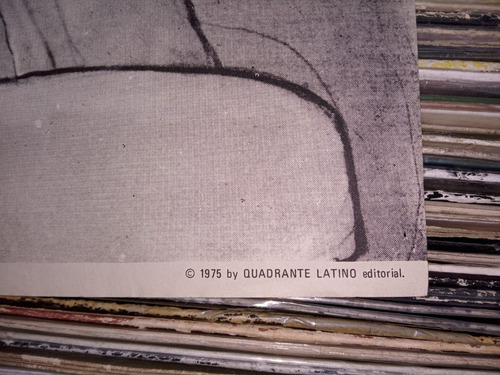 © 1975 by QUADRANTE LATINO editorial.